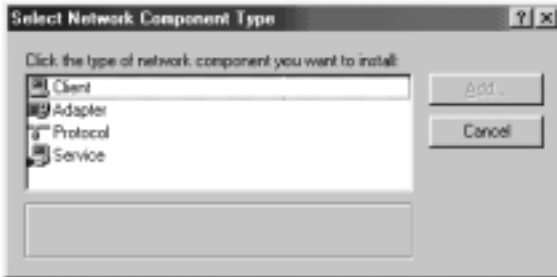 Select Network Component Type
Click the type of network component you want to install:
Client
Adapter
Protocol
Service
Add...
Cancel